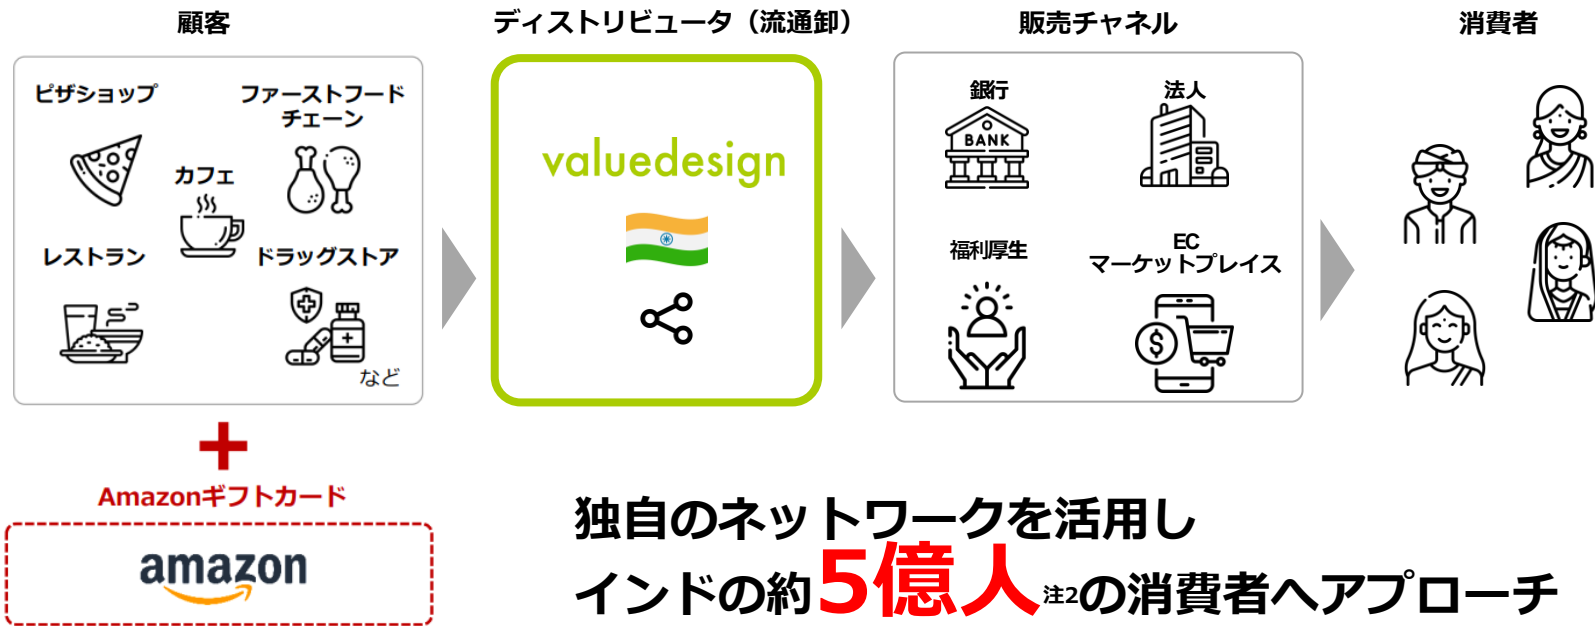 顧客
ディストリビュータ（流通卸）
販売チャネル
消費者
ピザショップ
ファーストフード
チェーン
カフェ
レストラン
ドラッグストア
など
valuedesign
銀行
BANK
法人
福利厚生
EC
マーケットプレイス
$
+
Amazonギフトカード
amazon
独自のネットワークを活用し
インドの約5億人注2の消費者へアプローチ